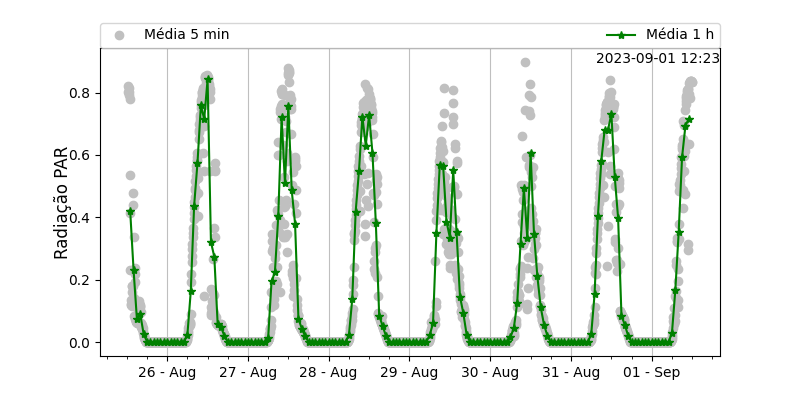 Média 5 min
Média 1 h
2023-09-01 12:23
Radiação PAR
0.8
0.6
0.4
0.2
0.0
26 - Aug
27 - Aug
28 - Aug
29 - Aug
30 - Aug
31 - Aug
01 - Sep